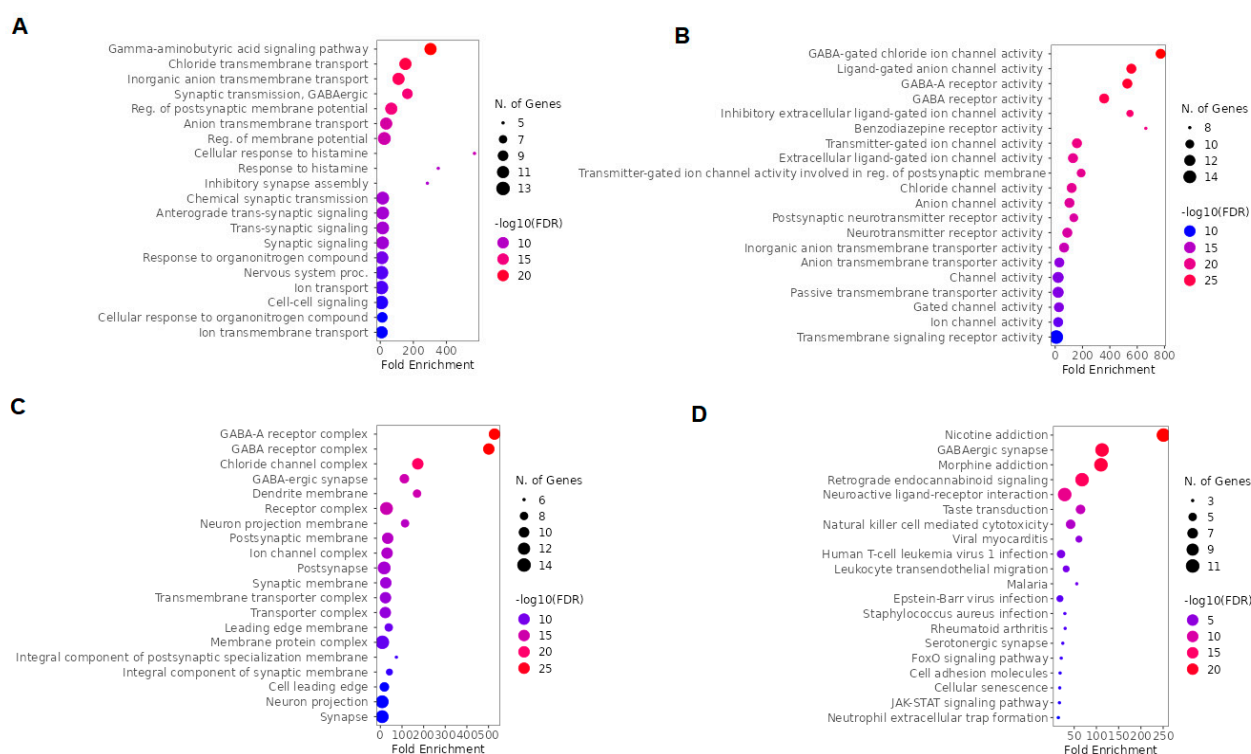 A
Gamma-aminobutyric acid signaling pathway
Chloride transmembrane transport
Inorganic anion transmembrane transport
Synaptic transmission, GABAergic
Reg. of postsynaptic membrane potential
Anion transmembrane transport
Reg. of membrane potential
Cellular response to histamine
Response to histamine
Inhibitory synapse assembly
Chemical synaptic transmission
Anterograde trans-synaptic signaling
Trans-synaptic signaling
Synaptic signaling
Response to organonitrogen compound
Nervous system proc.
Ion transport
Cell-cell signaling
Cellular response to organonitrogen compound
Ion transmembrane transport
0 200 400
Fold Enrichment
N. of Genes
5
7
9
11
13
-log10(FDR)
10
15
20
B
GABA-gated chloride ion channel activity
Ligand-gated anion channel activity
GABA-A receptor activity
GABA receptor activity
Inhibitory extracellular ligand-gated ion channel activity
Benzodiazepine receptor activity
Transmitter-gated ion channel activity
Extracellular ligand-gated ion channel activity
Transmitter-gated ion channel activity involved in reg. of postsynaptic membrane
Chloride channel activity
Anion channel activity
Postsynaptic neurotransmitter receptor activity
Neurotransmitter receptor activity
Inorganic anion transmembrane transporter activity
Anion transmembrane transporter activity
Channel activity
Passive transmembrane transporter activity
Gated channel activity
Ion channel activity
Transmembrane signaling receptor activity
0 200 400 600 800
Fold Enrichment
N. of Genes
8
10
12
14
-log10(FDR)
10
15
20
25
C
GABA-A receptor complex
GABA receptor complex
Chloride channel complex
GABA-ergic synapse
Dendrite membrane
Receptor complex
Neuron projection membrane
Postsynaptic membrane
Ion channel complex
Postsynapse
Synaptic membrane
Transmembrane transporter complex
Transporter complex
Leading edge membrane
Membrane protein complex
Integral component of postsynaptic specialization membrane
Integral component of synaptic membrane
Cell leading edge
Neuron projection
Synapse
0 100200300400500
Fold Enrichment
N. of Genes
6
8
10
12
14
-log10(FDR)
10
15
20
25
D
Nicotine addiction
GABAergic synapse
Morphine addiction
Retrograde endocannabinoid signaling
Neuroactive ligand-receptor interaction
Taste transduction
Natural killer cell mediated cytotoxicity
Viral myocarditis
Human T-cell leukemia virus 1 infection
Leukocyte transendothelial migration
Malaria
Epstein-Barr virus infection
Staphylococcus aureus infection
Rheumatoid arthritis
Serotonergic synapse
FoxO signaling pathway
Cell adhesion molecules
Cellular senescence
JAK-STAT signaling pathway
Neutrophil extracellular trap formation
50 100150200250
Fold Enrichment
N. of Genes
3
5
7
9
11
-log10(FDR)
5
10
15
20